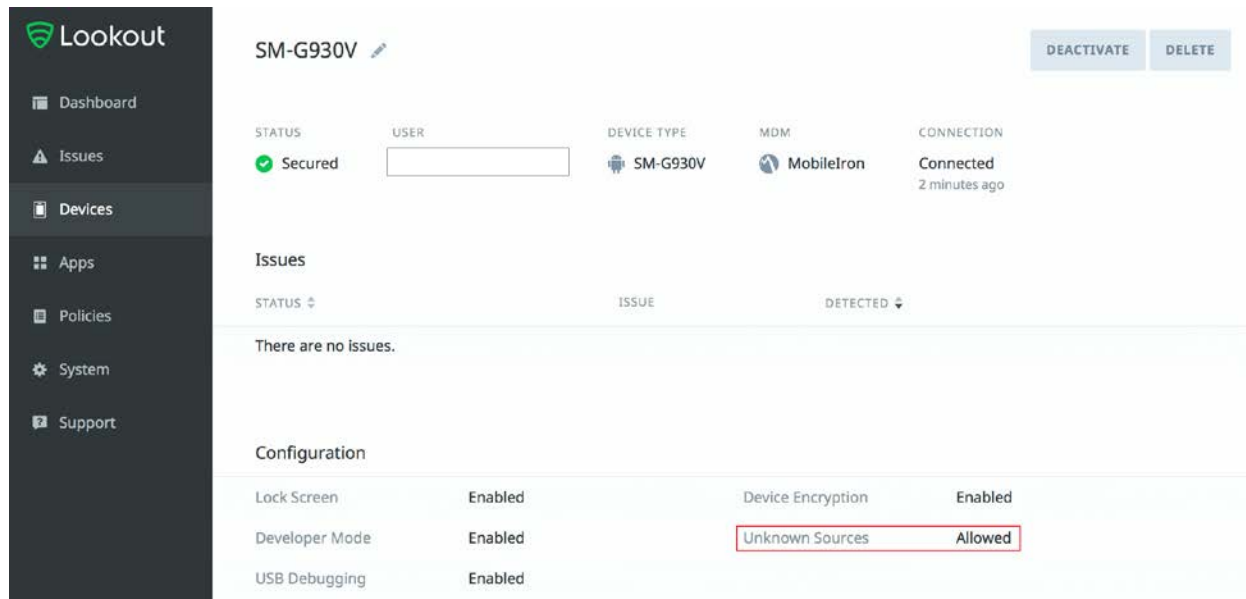 Lookout
Dashboard
Issues
Devices
Apps
Policies
System
Support
SM-G930V
DEACTIVATE DELETE
STATUS USER DEVICE TYPE MDM CONNECTION
Secured SM-G930V MobileIron Connected
2 minutes ago
Issues
STATUS ISSUE DETECTED
There are no issues.
Configuration
Lock Screen Enabled Device Encryption Enabled
Developer Mode Enabled Unknown Sources Allowed
USB Debugging Enabled